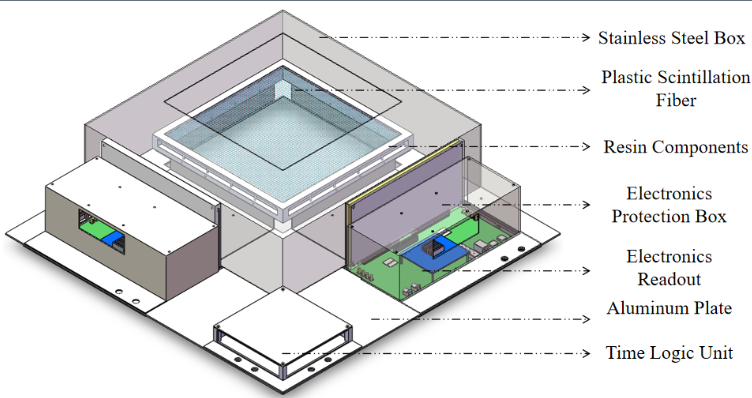 Stainless Steel Box
Plastic Scintillation
Fiber
Resin Components
Electronics
Protection Box
Electronics
Readout
Aluminum Plate
Time Logic Unit